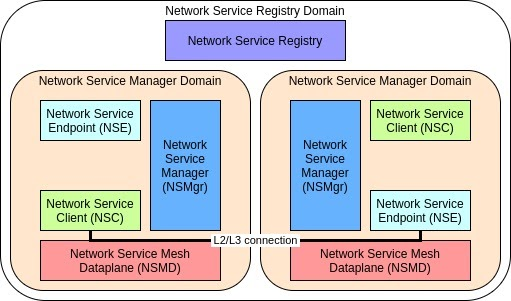 Network Service Registry Domain
Network Service Registry
Network Service Manager Domain
Network Service
Endpoint (NSE)
Network
Service
Manager
(NSMgr)
Network Service
Client (NSC)
Network Service Mesh
Dataplane (NSMD)
Network Service Manager Domain
Network
Service
Manager
(NSMgr)
Network Service
Client (NSC)
Network Service
Endpoint (NSE)
L2/L3 connection
Network Service Mesh
Dataplane (NSMD)